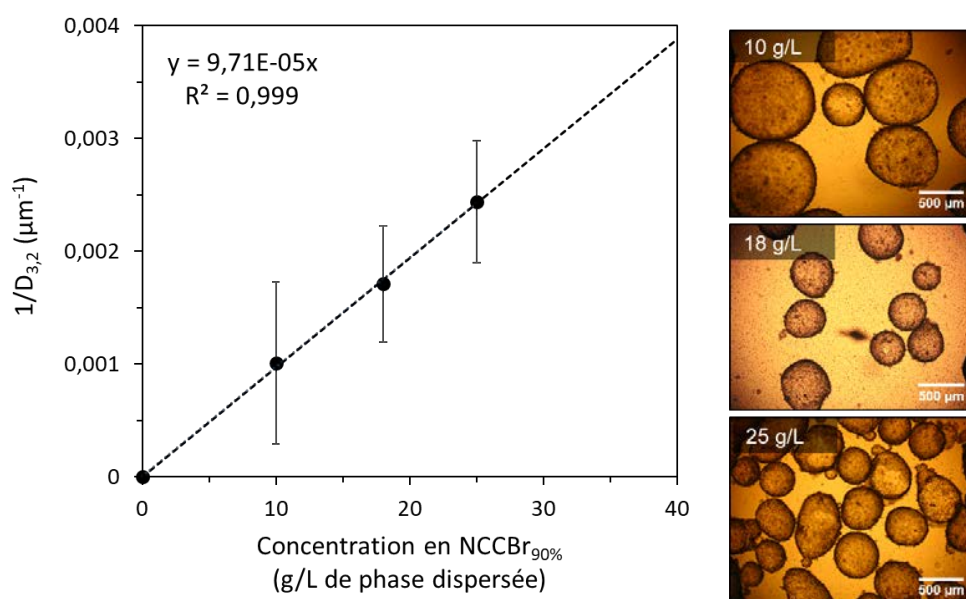 0,004
0,003
0,002
0,001
0
1/D3,2 (µm-1)
y = 9,71E-05x
R² = 0,999
0
10
20
30
40
Concentration en NCCBr90%
(g/L de phase dispersée)
10 g/L
500 µm
18 g/L
500 µm
25 g/L
500 µm